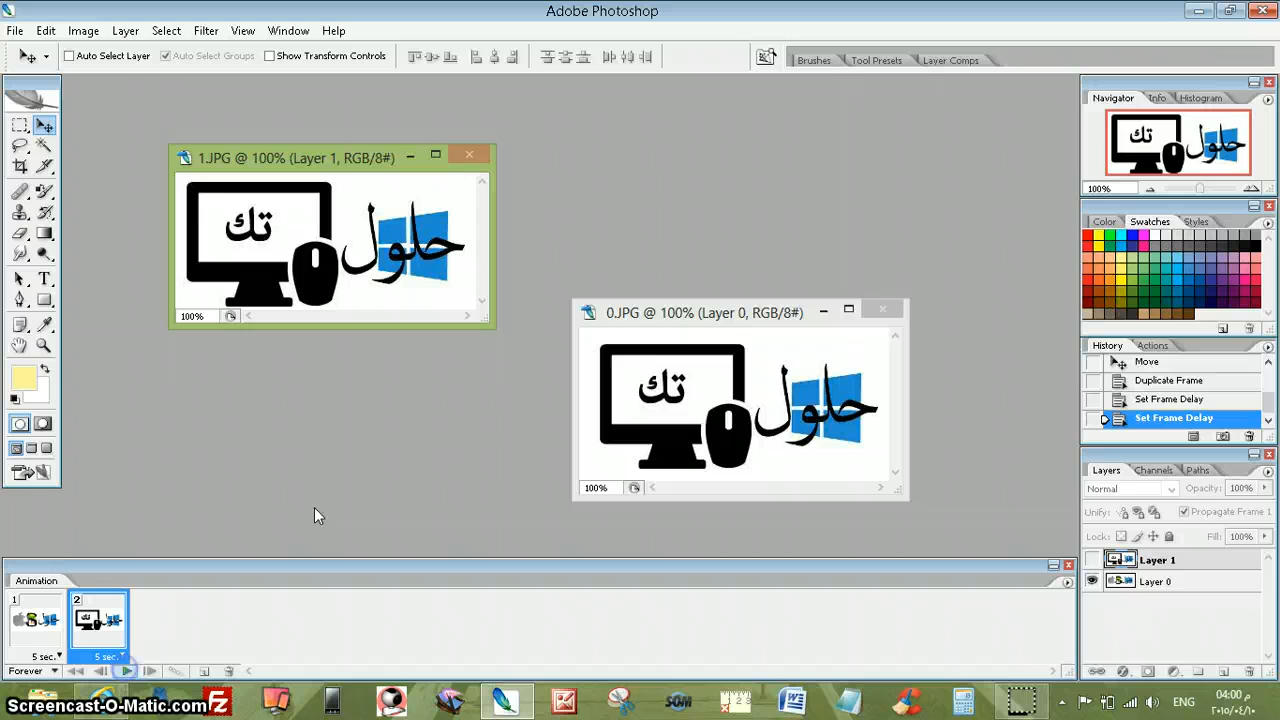 Adobe Photoshop
File Edit Image Layer Select Filter View Window Help
Auto Select Layer Auto Select Groups Show Transform Controls Brushes Tool Presets Layer Comps
1.JPG @ 100% (Layer 1, RGB/8#)
تك
حلول
100%
0.JPG @ 100% (Layer 0, RGB/8#)
تك
حلول
100%
Navigator Info Histogram
تك
حلول
100%
Color Swatches Styles
History Actions
Move
Duplicate Frame
Set Frame Delay
Set Frame Delay
Layers Channels Paths
Normal Opacity: 100%
Unify: Propagate Frame 1
Lock: Fill: 100%
Layer 1
Layer 0
Animation
1 2
5 sec. 5 sec.
Forever
Screencast-O-Matic.com
ENG
04:00 م